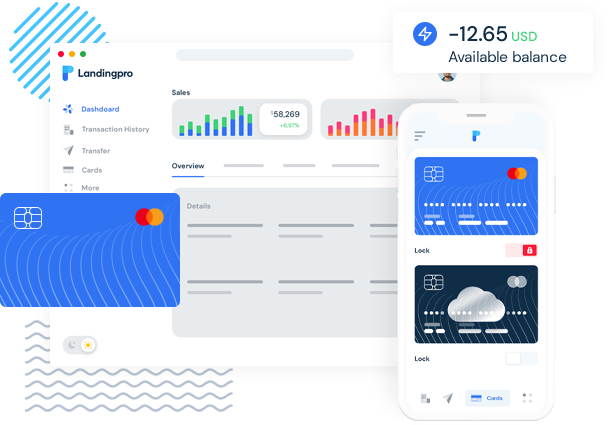 -12.65 USD
Available balance
Landingpro
Dashdoard
Transaction History
Transfer
Cards
More
Sales
$58,269
+6,97%
Overview
Details
Lock
Lock
Cards